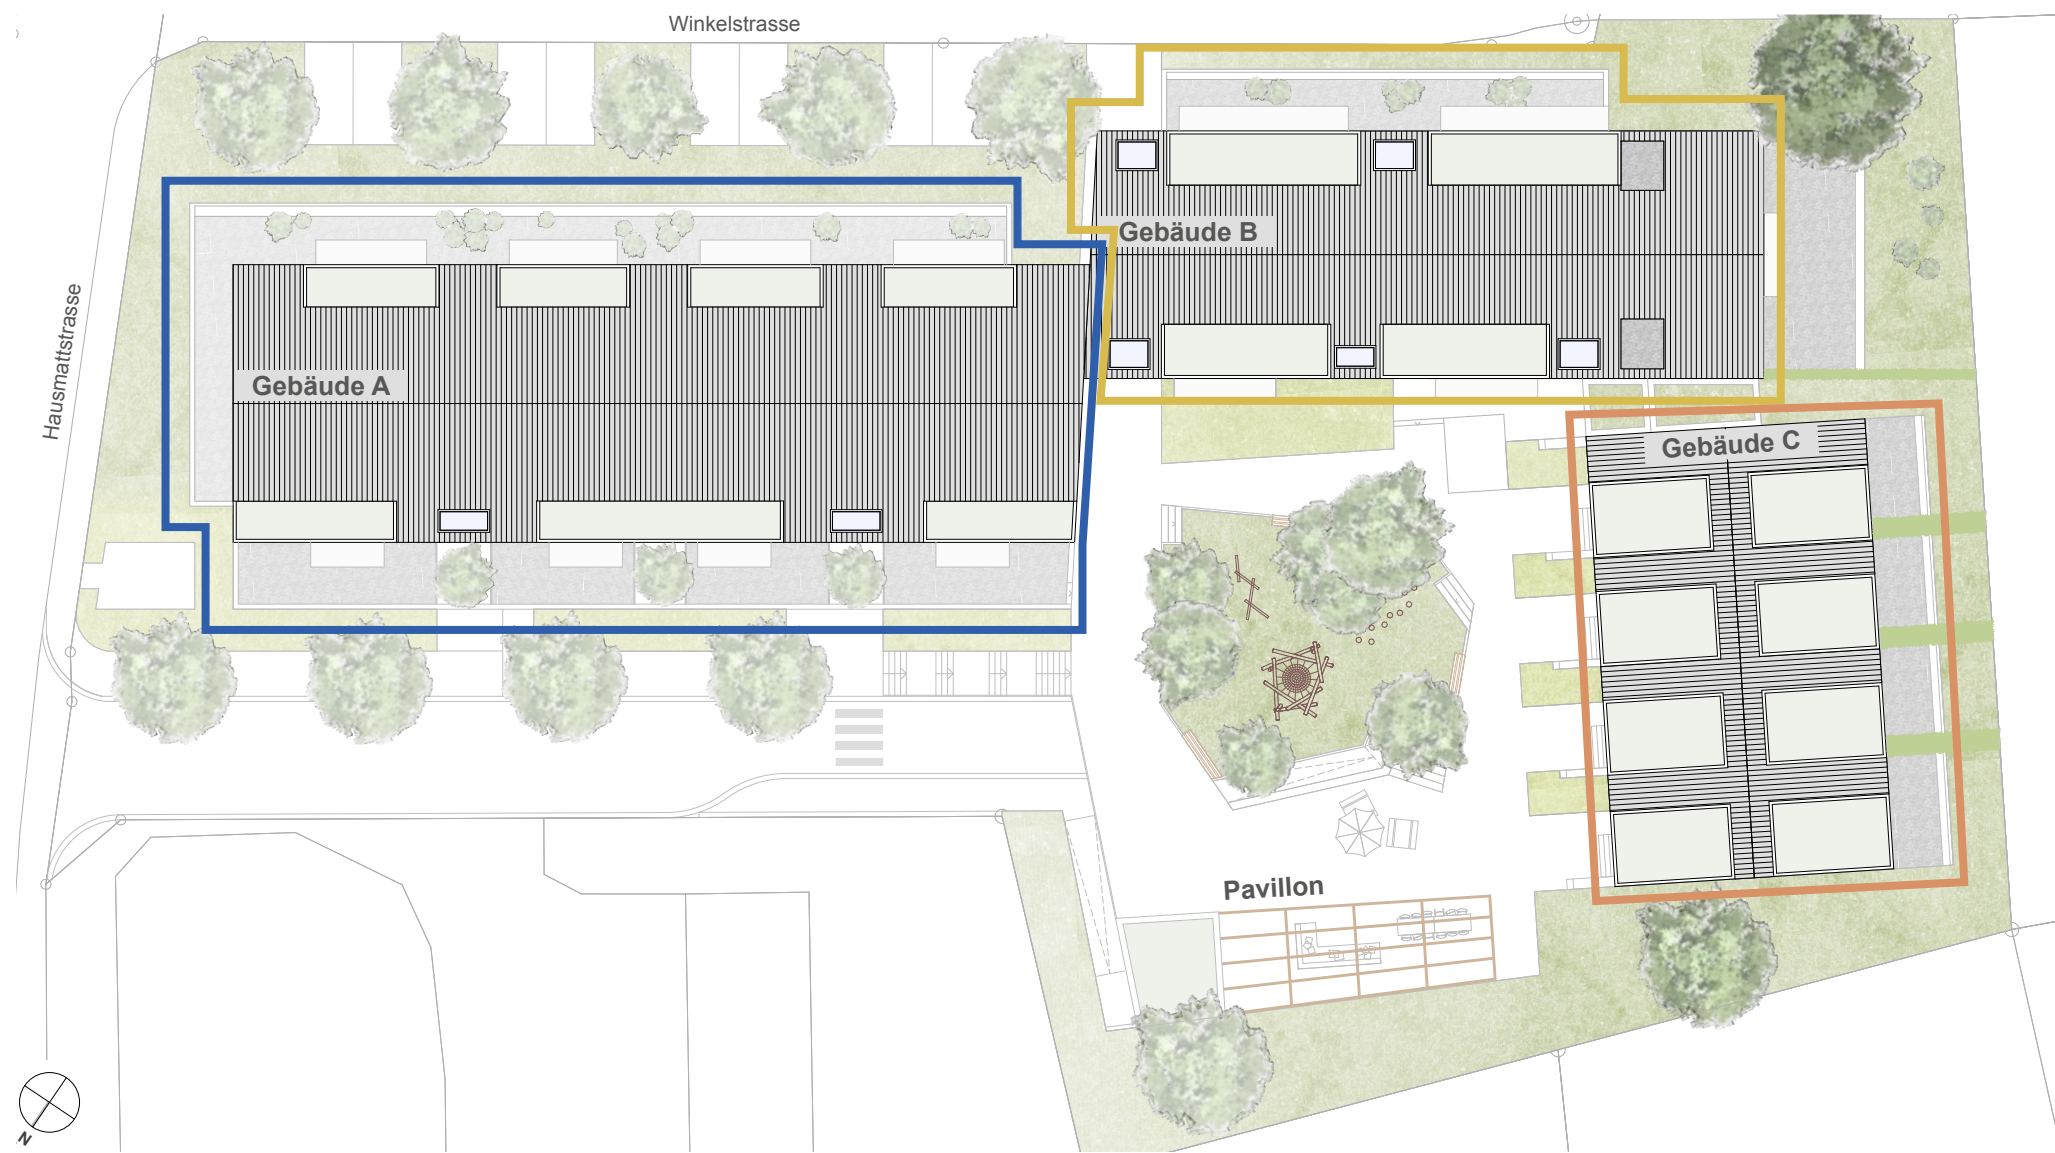 Winkelstrasse
Hausmattstrasse
Gebäude A
Gebäude B
Gebäude C
Pavillon
N